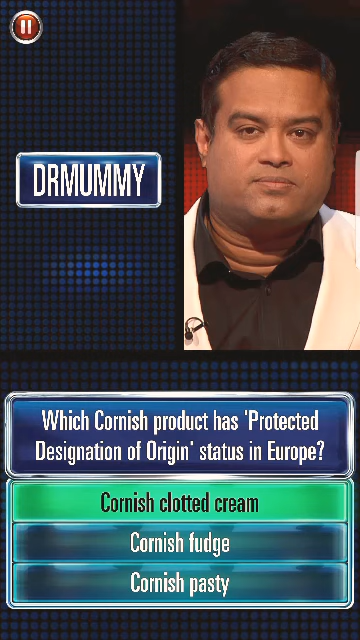 DRMUMMY
Which Cornish product has 'Protected
Designation of Origin' status in Europe?
Cornish clotted cream
Cornish fudge
Cornish pasty